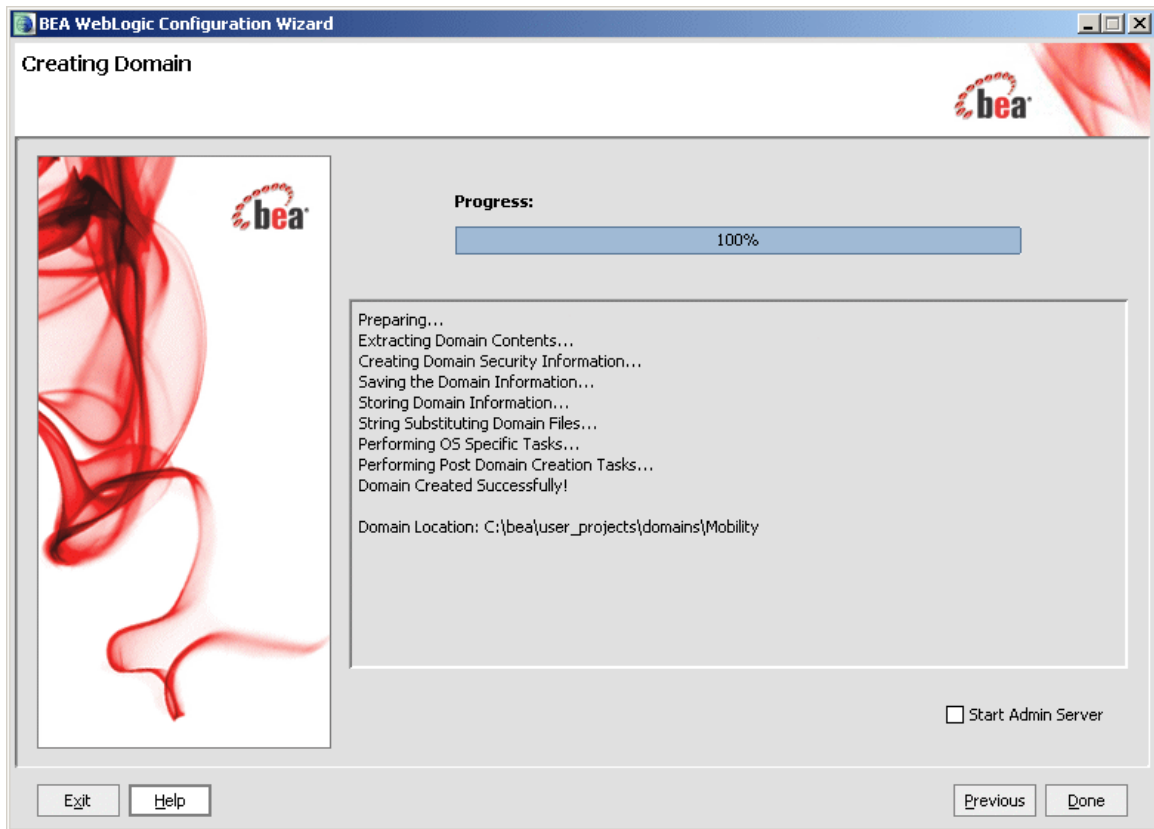 BEA WebLogic Configuration Wizard
Creating Domain
bea
bea
Progress:
100%
Preparing...
Extracting Domain Contents...
Creating Domain Security Information...
Saving the Domain Information...
Storing Domain Information...
String Substituting Domain Files...
Performing OS Specific Tasks...
Performing Post Domain Creation Tasks...
Domain Created Successfully!
Domain Location: C:\bea\user_projects\domains\Mobility
Start Admin Server
Exit
Help
Previous
Done